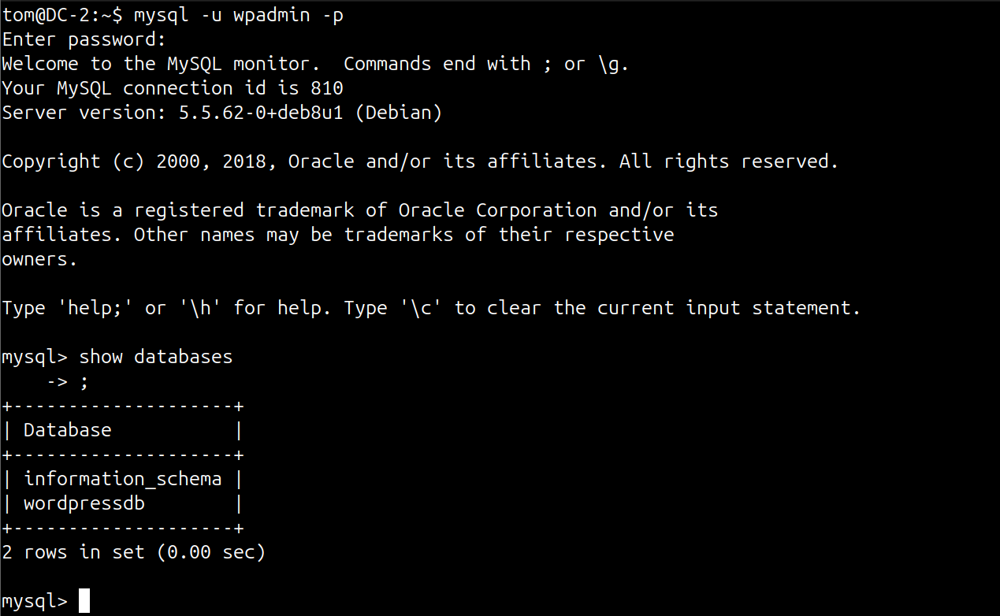 tom@DC-2:~$ mysql -u wpadmin -p
Enter password:
Welcome to the MySQL monitor.  Commands end with ; or \g.
Your MySQL connection id is 810
Server version: 5.5.62-0+deb8u1 (Debian)

Copyright (c) 2000, 2018, Oracle and/or its affiliates. All rights reserved.

Oracle is a registered trademark of Oracle Corporation and/or its
affiliates. Other names may be trademarks of their respective
owners.

Type 'help;' or '\h' for help. Type '\c' to clear the current input statement.

mysql> show databases
    -> ;
+--------------------+
| Database           |
+--------------------+
| information_schema |
| wordpressdb        |
+--------------------+
2 rows in set (0.00 sec)

mysql>